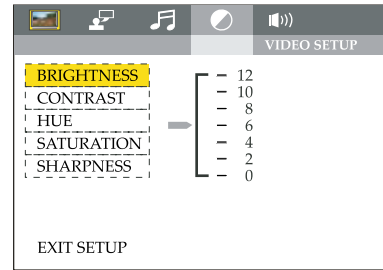 VIDEO SETUP
BRIGHTNESS
CONTRAST
HUE
SATURATION
SHARPNESS
12
10
8
6
4
2
0
EXIT SETUP